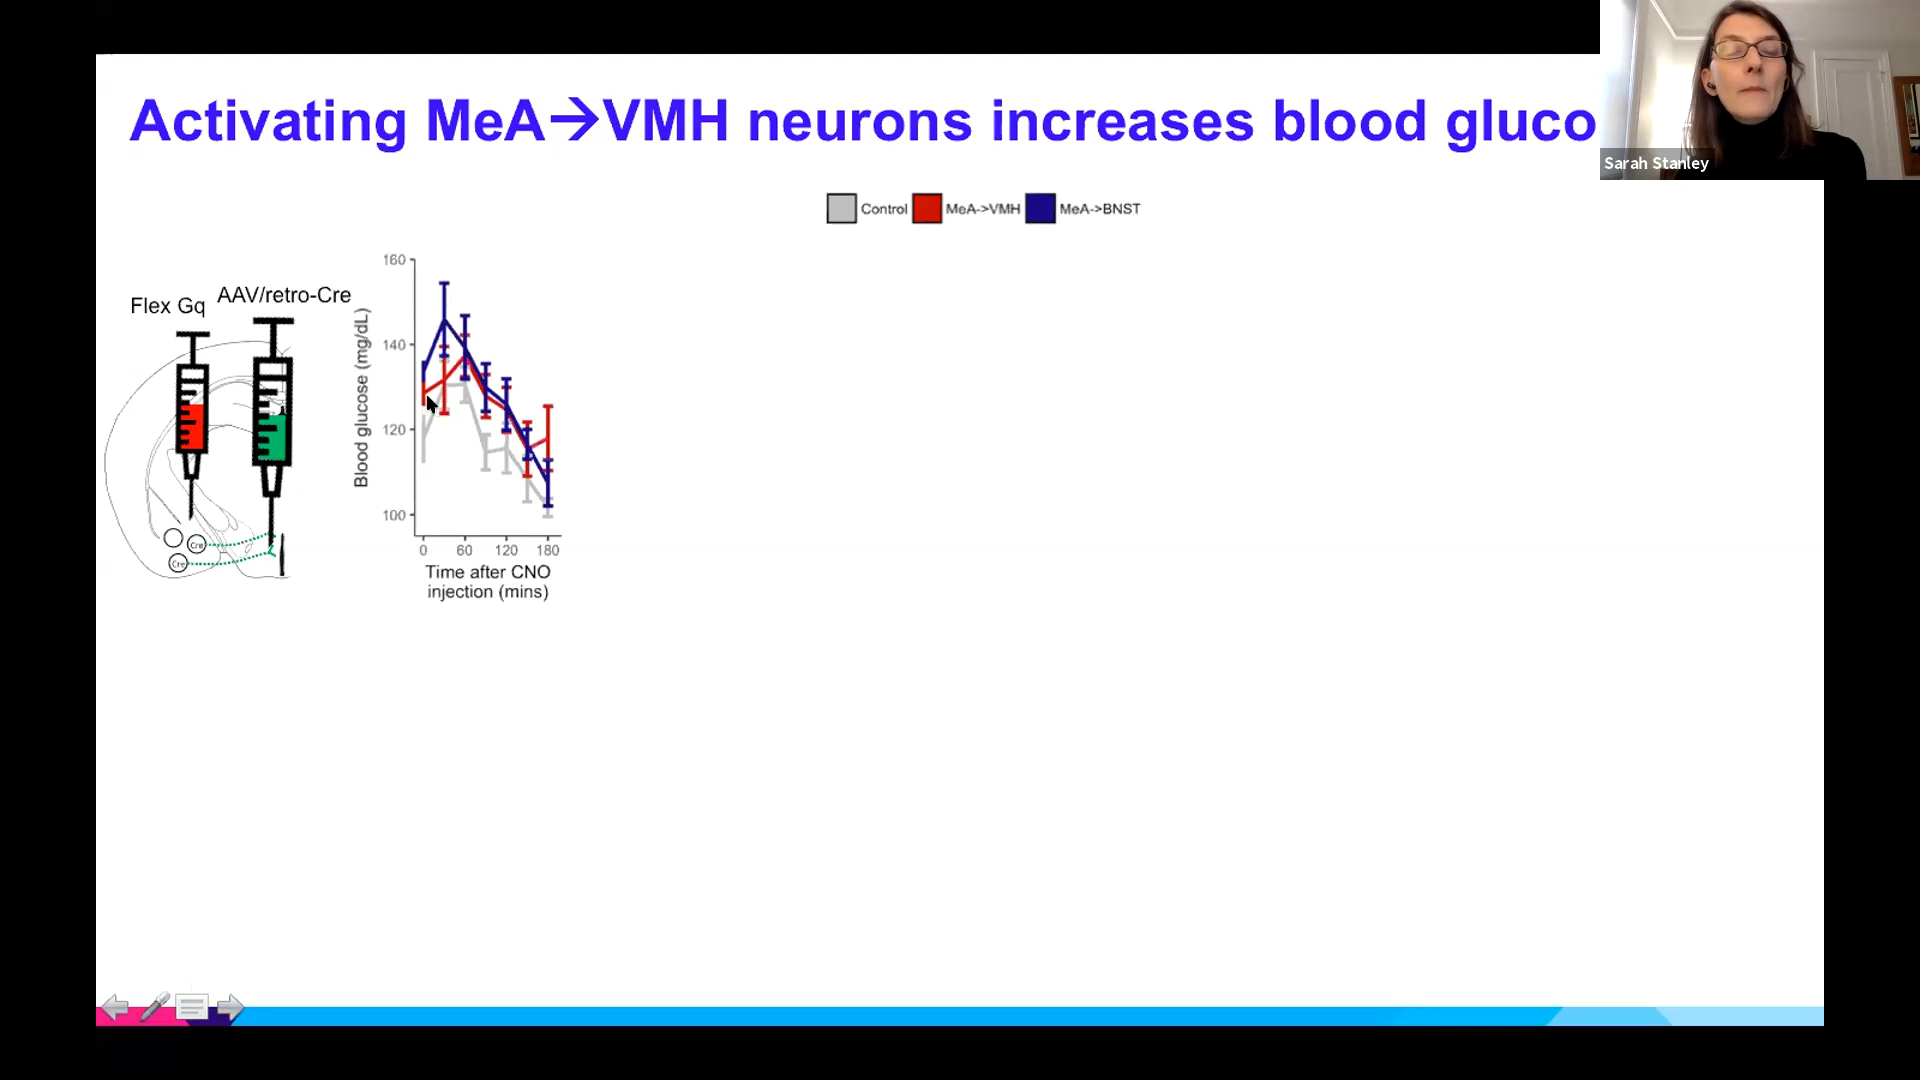 Activating MeA→VMH neurons increases blood gluco
Sarah Stanley
Control MeA->VMH MeA->BNST
Flex Gq
AAV/retro-Cre
Cre
Cre
Blood glucose (mg/dL)
160
140
120
100
0 60 120 180
Time after CNO
injection (mins)